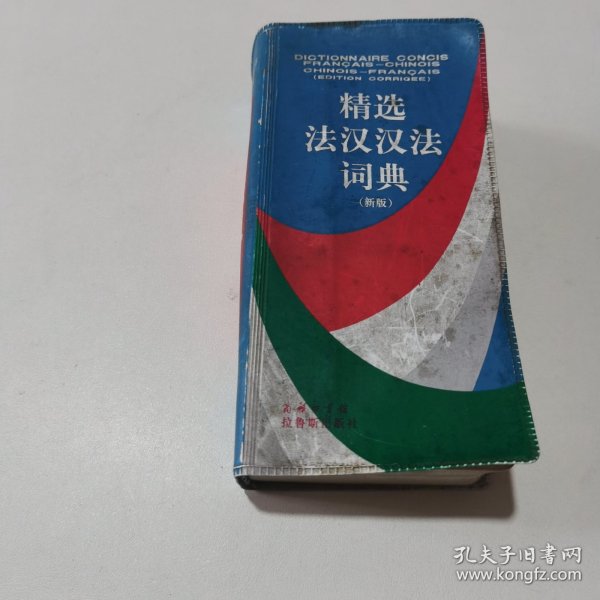 DICTIONNAIRE CONCIS
FRANÇAIS-CHINOIS
CHINOIS-FRANÇAIS
(EDITION CORRIGEE)
精选
法汉汉法
词典
(新版)
商务印书馆
拉鲁斯出版社
孔夫子旧书网
www.kongfz.com